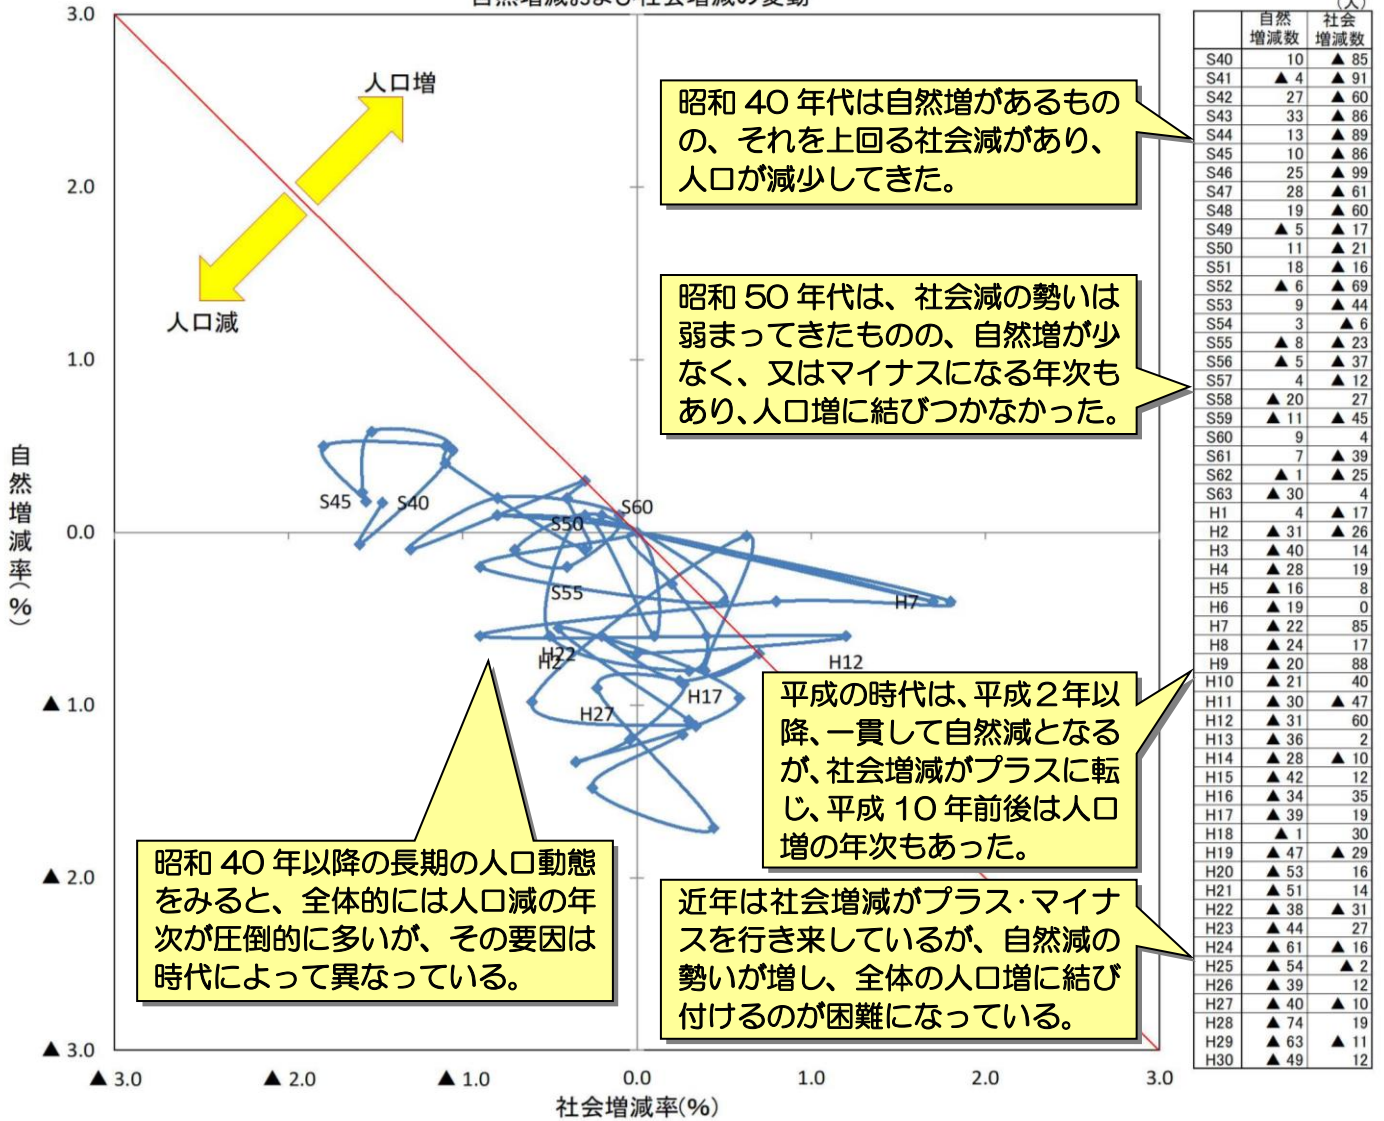 自然増減および社会増減の変動
3.0
2.0
1.0
0.0
▲ 1.0
▲ 2.0
▲ 3.0
自然増減率(%)
人口増
人口減
昭和 40 年代は自然増があるもの
の、それを上回る社会減があり、
人口が減少してきた。
昭和 50 年代は、社会減の勢いは
弱まってきたものの、自然増が少
なく、又はマイナスになる年次も
あり、人口増に結びつかなかった。
S45
S40
S60
S50
S55
H7
H22
H2
H12
H17
H27
平成の時代は、平成２年以
降、一貫して自然減となる
が、社会増減がプラスに転
じ、平成 10 年前後は人口
増の年次もあった。
昭和 40 年以降の長期の人口動態
をみると、全体的には人口減の年
次が圧倒的に多いが、その要因は
時代によって異なっている。
近年は社会増減がプラス・マイナ
スを行き来しているが、自然減の
勢いが増し、全体の人口増に結び
付けるのが困難になっている。
▲ 3.0 ▲ 2.0 ▲ 1.0 0.0 1.0 2.0 3.0
社会増減率(%)
(人)
自然 社会
増減数 増減数
S40 10 ▲ 85
S41 ▲ 4 ▲ 91
S42 27 ▲ 60
S43 33 ▲ 86
S44 13 ▲ 89
S45 10 ▲ 86
S46 25 ▲ 99
S47 28 ▲ 61
S48 19 ▲ 60
S49 ▲ 5 ▲ 17
S50 11 ▲ 21
S51 18 ▲ 16
S52 ▲ 6 ▲ 69
S53 9 ▲ 44
S54 3 ▲ 6
S55 ▲ 8 ▲ 23
S56 ▲ 5 ▲ 37
S57 4 ▲ 12
S58 ▲ 20 27
S59 ▲ 11 ▲ 45
S60 9 4
S61 7 ▲ 39
S62 ▲ 1 ▲ 25
S63 ▲ 30 4
H1 4 ▲ 17
H2 ▲ 31 ▲ 26
H3 ▲ 40 14
H4 ▲ 28 19
H5 ▲ 16 8
H6 ▲ 19 0
H7 ▲ 22 85
H8 ▲ 24 17
H9 ▲ 20 88
H10 ▲ 21 40
H11 ▲ 30 ▲ 47
H12 ▲ 31 60
H13 ▲ 36 2
H14 ▲ 28 ▲ 10
H15 ▲ 42 12
H16 ▲ 34 35
H17 ▲ 39 19
H18 ▲ 1 30
H19 ▲ 47 ▲ 29
H20 ▲ 53 16
H21 ▲ 51 14
H22 ▲ 38 ▲ 31
H23 ▲ 44 27
H24 ▲ 61 ▲ 16
H25 ▲ 54 ▲ 2
H26 ▲ 39 12
H27 ▲ 40 ▲ 10
H28 ▲ 74 19
H29 ▲ 63 ▲ 11
H30 ▲ 49 12